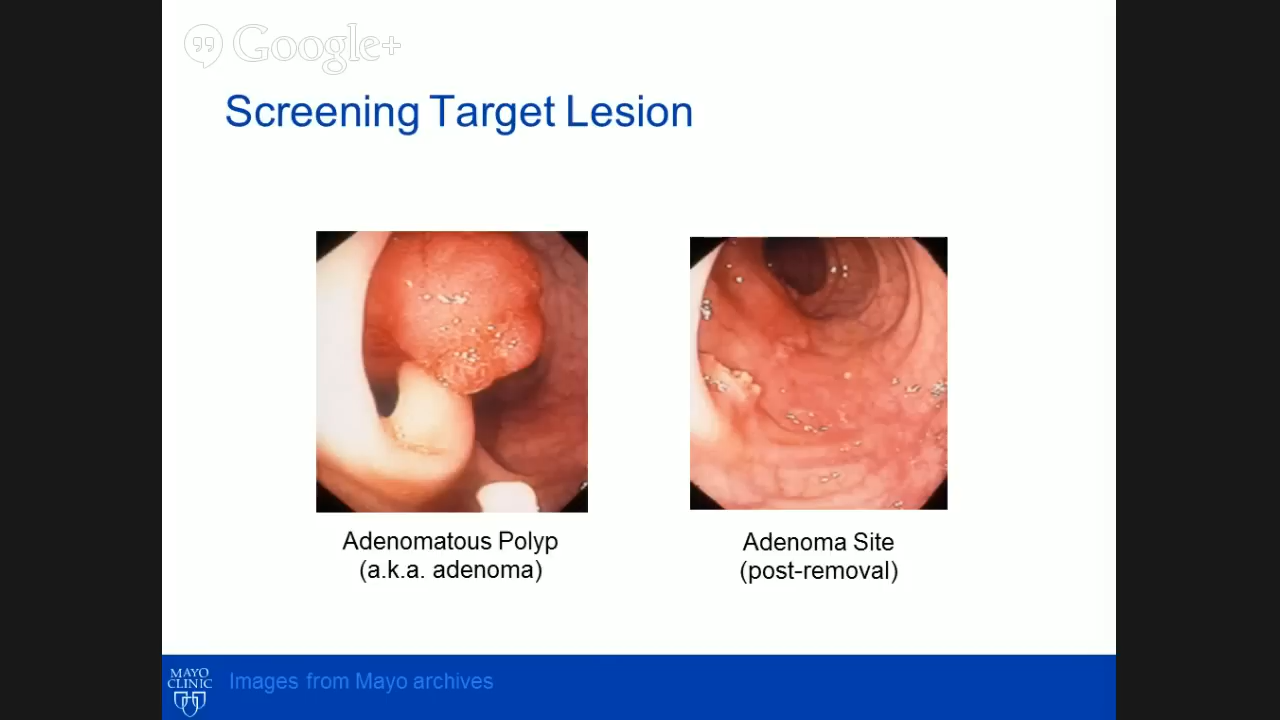 Google+
Screening Target Lesion
Adenomatous Polyp
(a.k.a. adenoma)
Adenoma Site
(post-removal)
MAYO
CLINIC
Images from Mayo archives